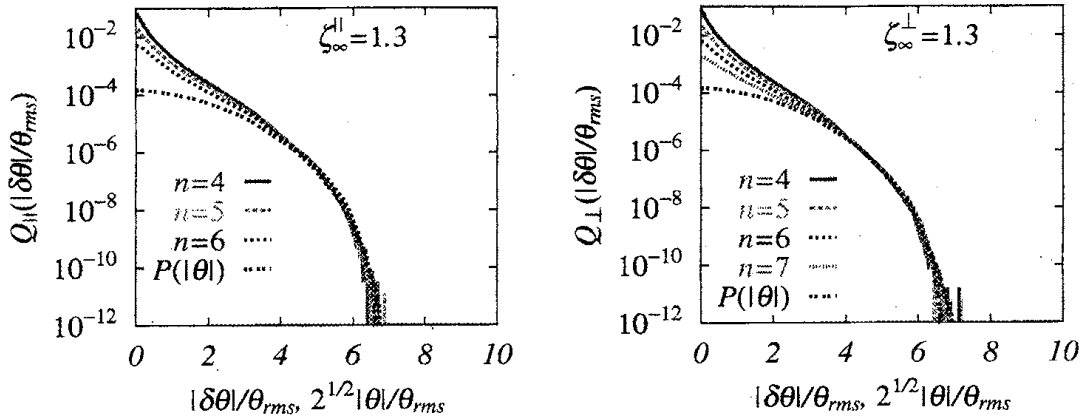 Q∥(|δθ|/θrms)
10⁻²
10⁻⁴
10⁻⁶
10⁻⁸
10⁻¹⁰
10⁻¹²
ζ∞∥=1.3
n=4
n=5
n=6
P(|θ|)
0 2 4 6 8 10
|δθ|/θrms, 2^1/2|θ|/θrms
Q⊥(|δθ|/θrms)
10⁻²
10⁻⁴
10⁻⁶
10⁻⁸
10⁻¹⁰
10⁻¹²
ζ∞⊥=1.3
n=4
n=5
n=6
n=7
P(|θ|)
0 2 4 6 8 10
|δθ|/θrms, 2^1/2|θ|/θrms